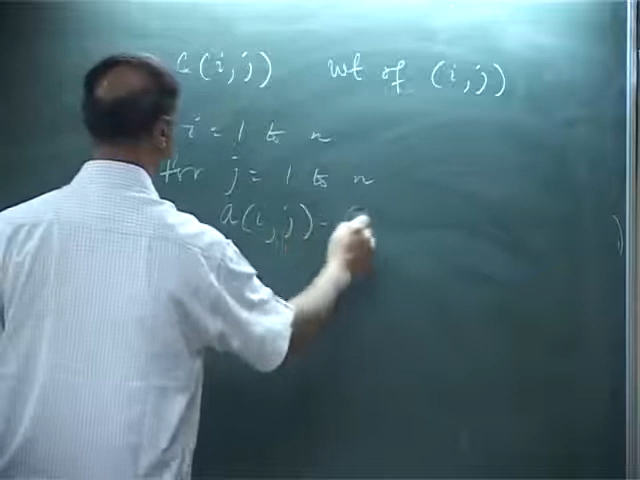 C(i,j) wt of (i,j)
i = 1 to n
for j = 1 to n
a(i,j) =